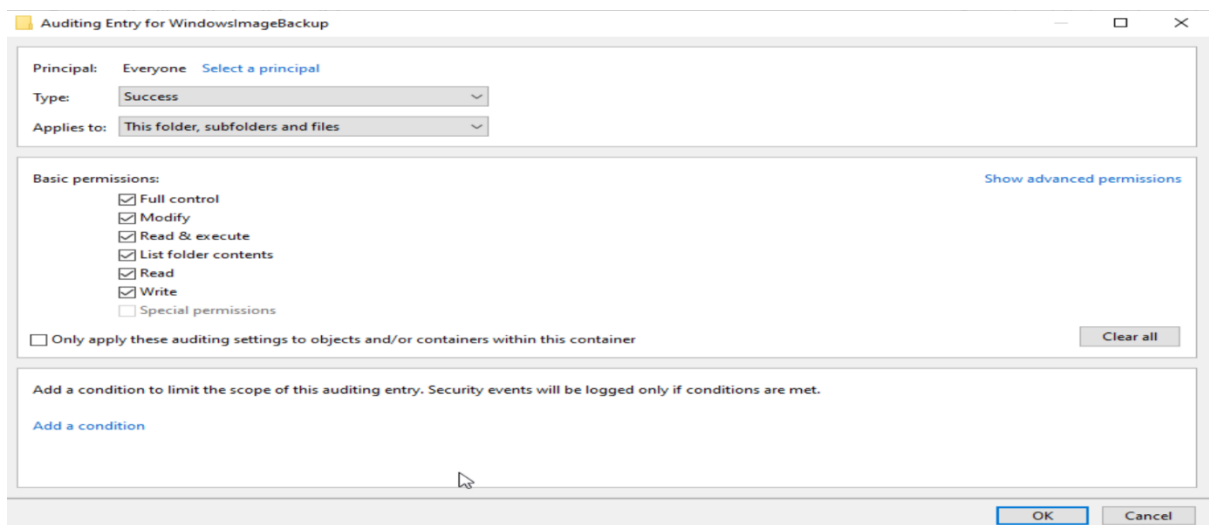 Auditing Entry for WindowsImageBackup
Principal: Everyone Select a principal
Type: Success
Applies to: This folder, subfolders and files
Basic permissions: Show advanced permissions
Full control
Modify
Read & execute
List folder contents
Read
Write
Special permissions
Only apply these auditing settings to objects and/or containers within this container Clear all
Add a condition to limit the scope of this auditing entry. Security events will be logged only if conditions are met.
Add a condition
OK Cancel